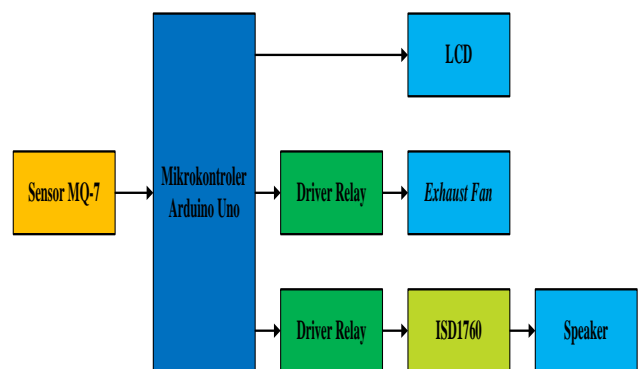 LCD
Sensor MQ-7
Mikrokontroler
Arduino Uno
Driver Relay
Exhaust Fan
Driver Relay
ISD1760
Speaker